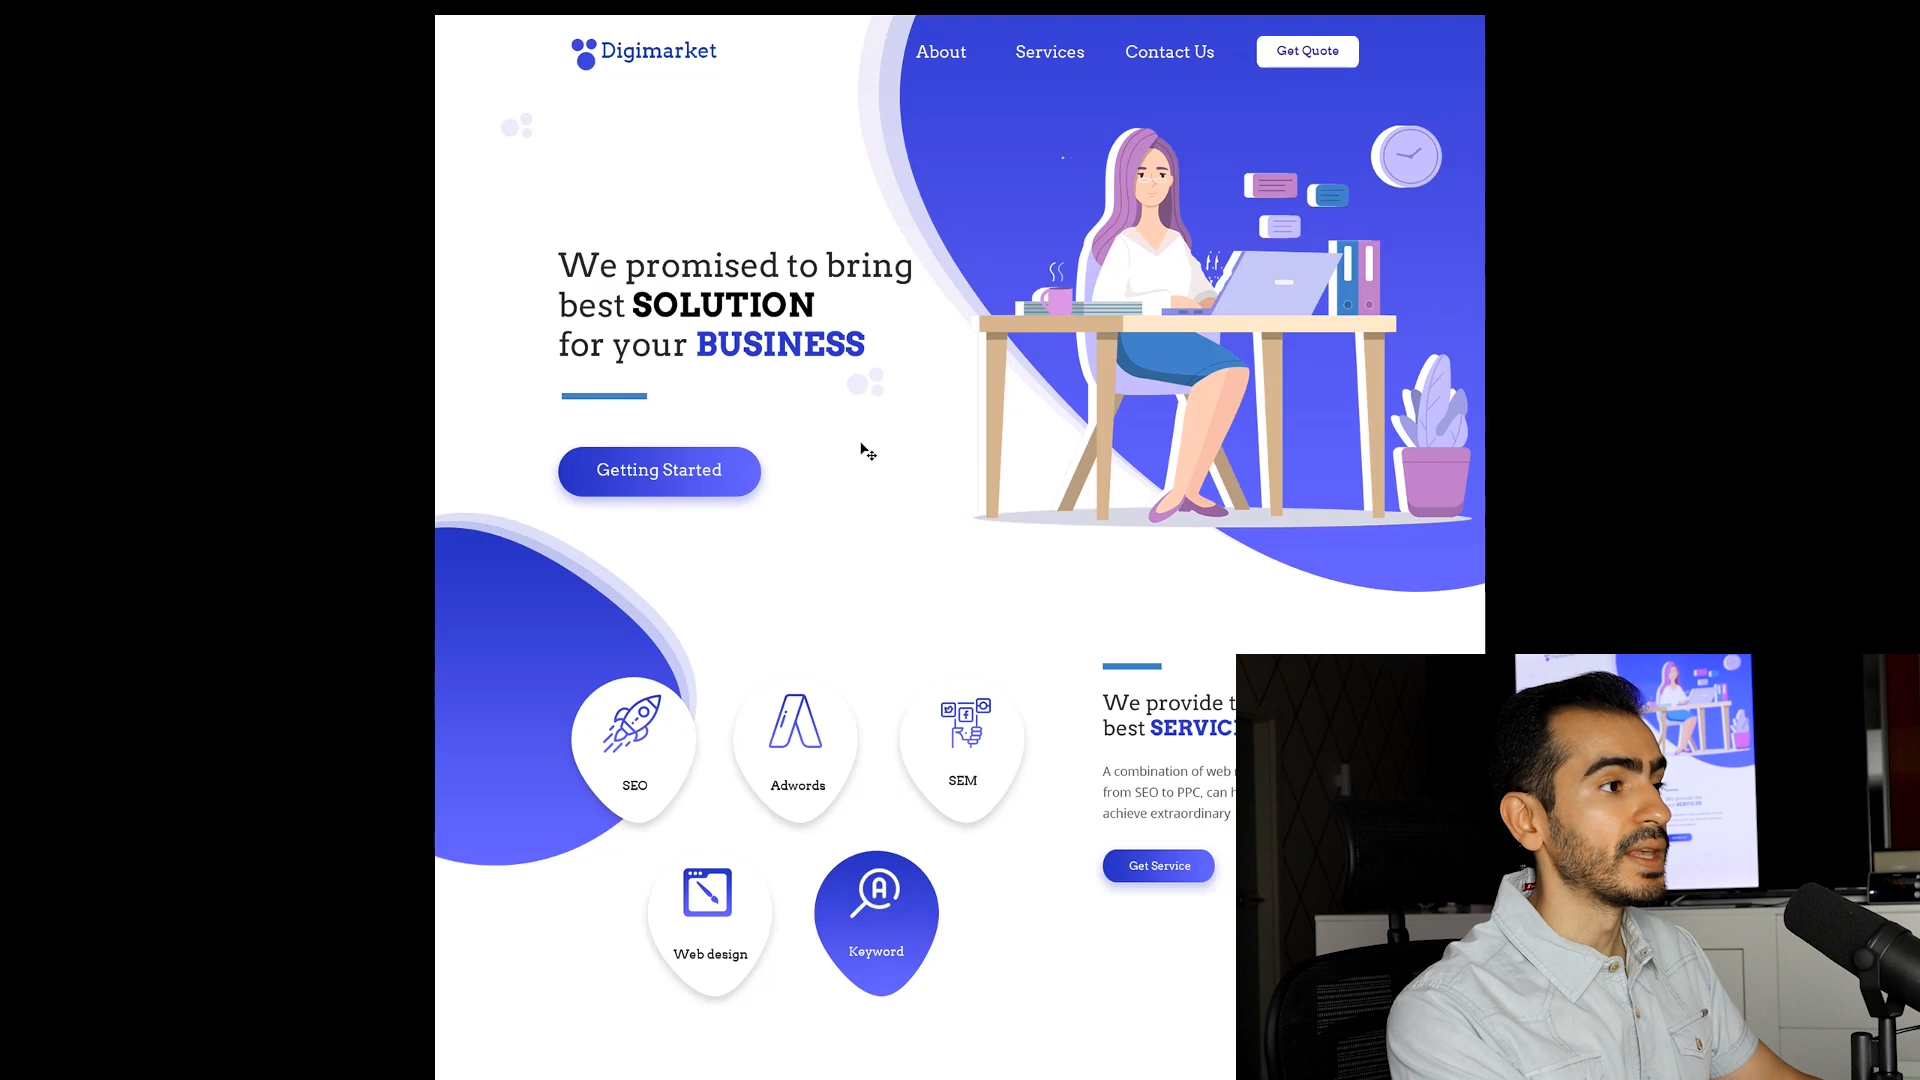 Digimarket
About
Services
Contact Us
Get Quote
We promised to bring
best SOLUTION
for your BUSINESS
Getting Started
SEO
Adwords
SEM
Web design
Keyword
We provide
best
A combination of web
from SEO to PPC, can
achieve extraordinary
Get Service